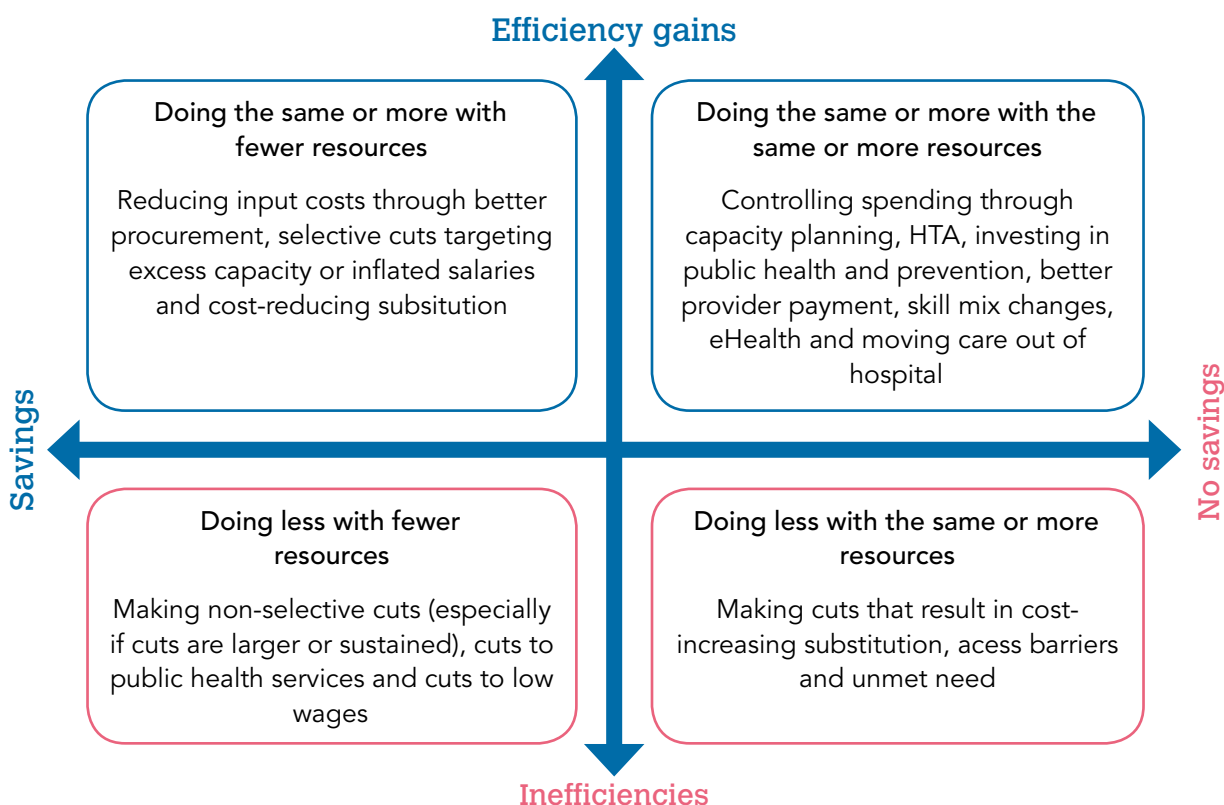 Efficiency gains
Doing the same or more with
fewer resources
Reducing input costs through better
procurement, selective cuts targeting
excess capacity or inflated salaries
and cost-reducing subsitution
Doing the same or more with the
same or more resources
Controlling spending through
capacity planning, HTA, investing in
public health and prevention, better
provider payment, skill mix changes,
eHealth and moving care out of
hospital
Savings
No savings
Doing less with fewer
resources
Making non-selective cuts (especially
if cuts are larger or sustained), cuts to
public health services and cuts to low
wages
Doing less with the same or more
resources
Making cuts that result in cost-
increasing substitution, acess barriers
and unmet need
Inefficiencies